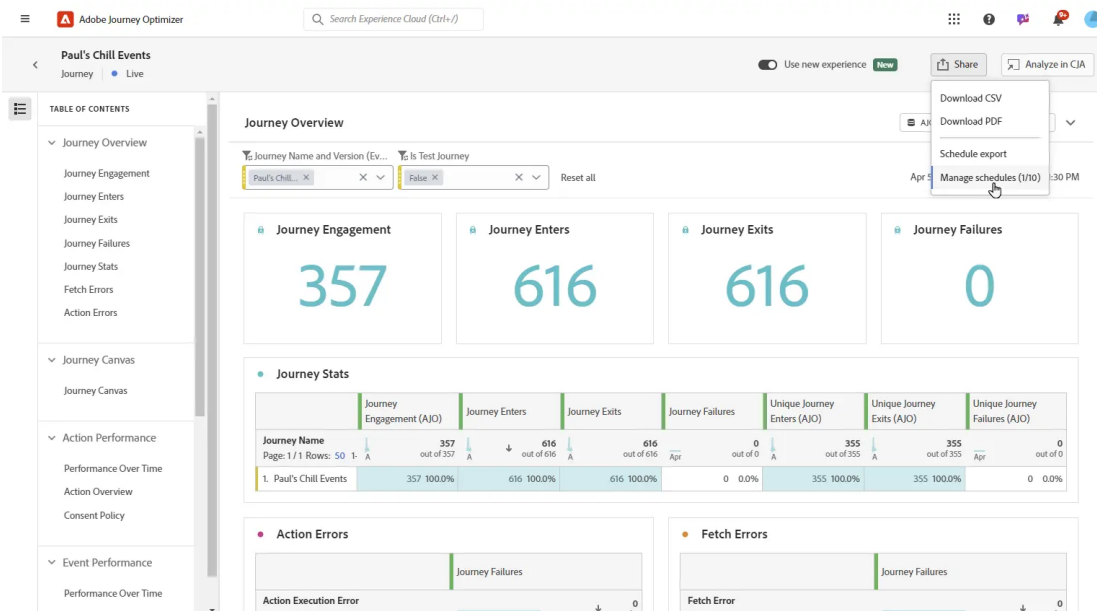 Adobe Journey Optimizer
Search Experience Cloud (Ctrl+/)
9+
Paul's Chill Events
Journey
Live
Use new experience
New
Share
Analyze in CJA
Download CSV
Download PDF
Schedule export
Manage schedules (1/10)
TABLE OF CONTENTS
Journey Overview
Journey Engagement
Journey Enters
Journey Exits
Journey Failures
Journey Stats
Fetch Errors
Action Errors
Journey Canvas
Journey Canvas
Action Performance
Performance Over Time
Action Overview
Consent Policy
Event Performance
Performance Over Time
Journey Overview
Journey Name and Version (Ev...
Is Test Journey
Paul's Chill...
False
Reset all
:30 PM
Journey Engagement
357
Journey Enters
616
Journey Exits
616
Journey Failures
0
Journey Stats
Journey Engagement (AJO) Journey Enters Journey Exits Journey Failures Unique Journey Enters (AJO) Unique Journey Exits (AJO) Unique Journey Failures (AJO)
Journey Name 357 616 616 0 355 355 0
Page: 1 / 1 Rows: 50 1- A out of 357 A out of 616 A out of 616 Apr out of 0 A out of 355 A out of 355 Apr out of 0
1. Paul's Chill Events 357 100.0% 616 100.0% 616 100.0% 0 0.0% 355 100.0% 355 100.0% 0 0.0%
Action Errors
Journey Failures
Action Execution Error 0
Fetch Errors
Journey Failures
Fetch Error 0